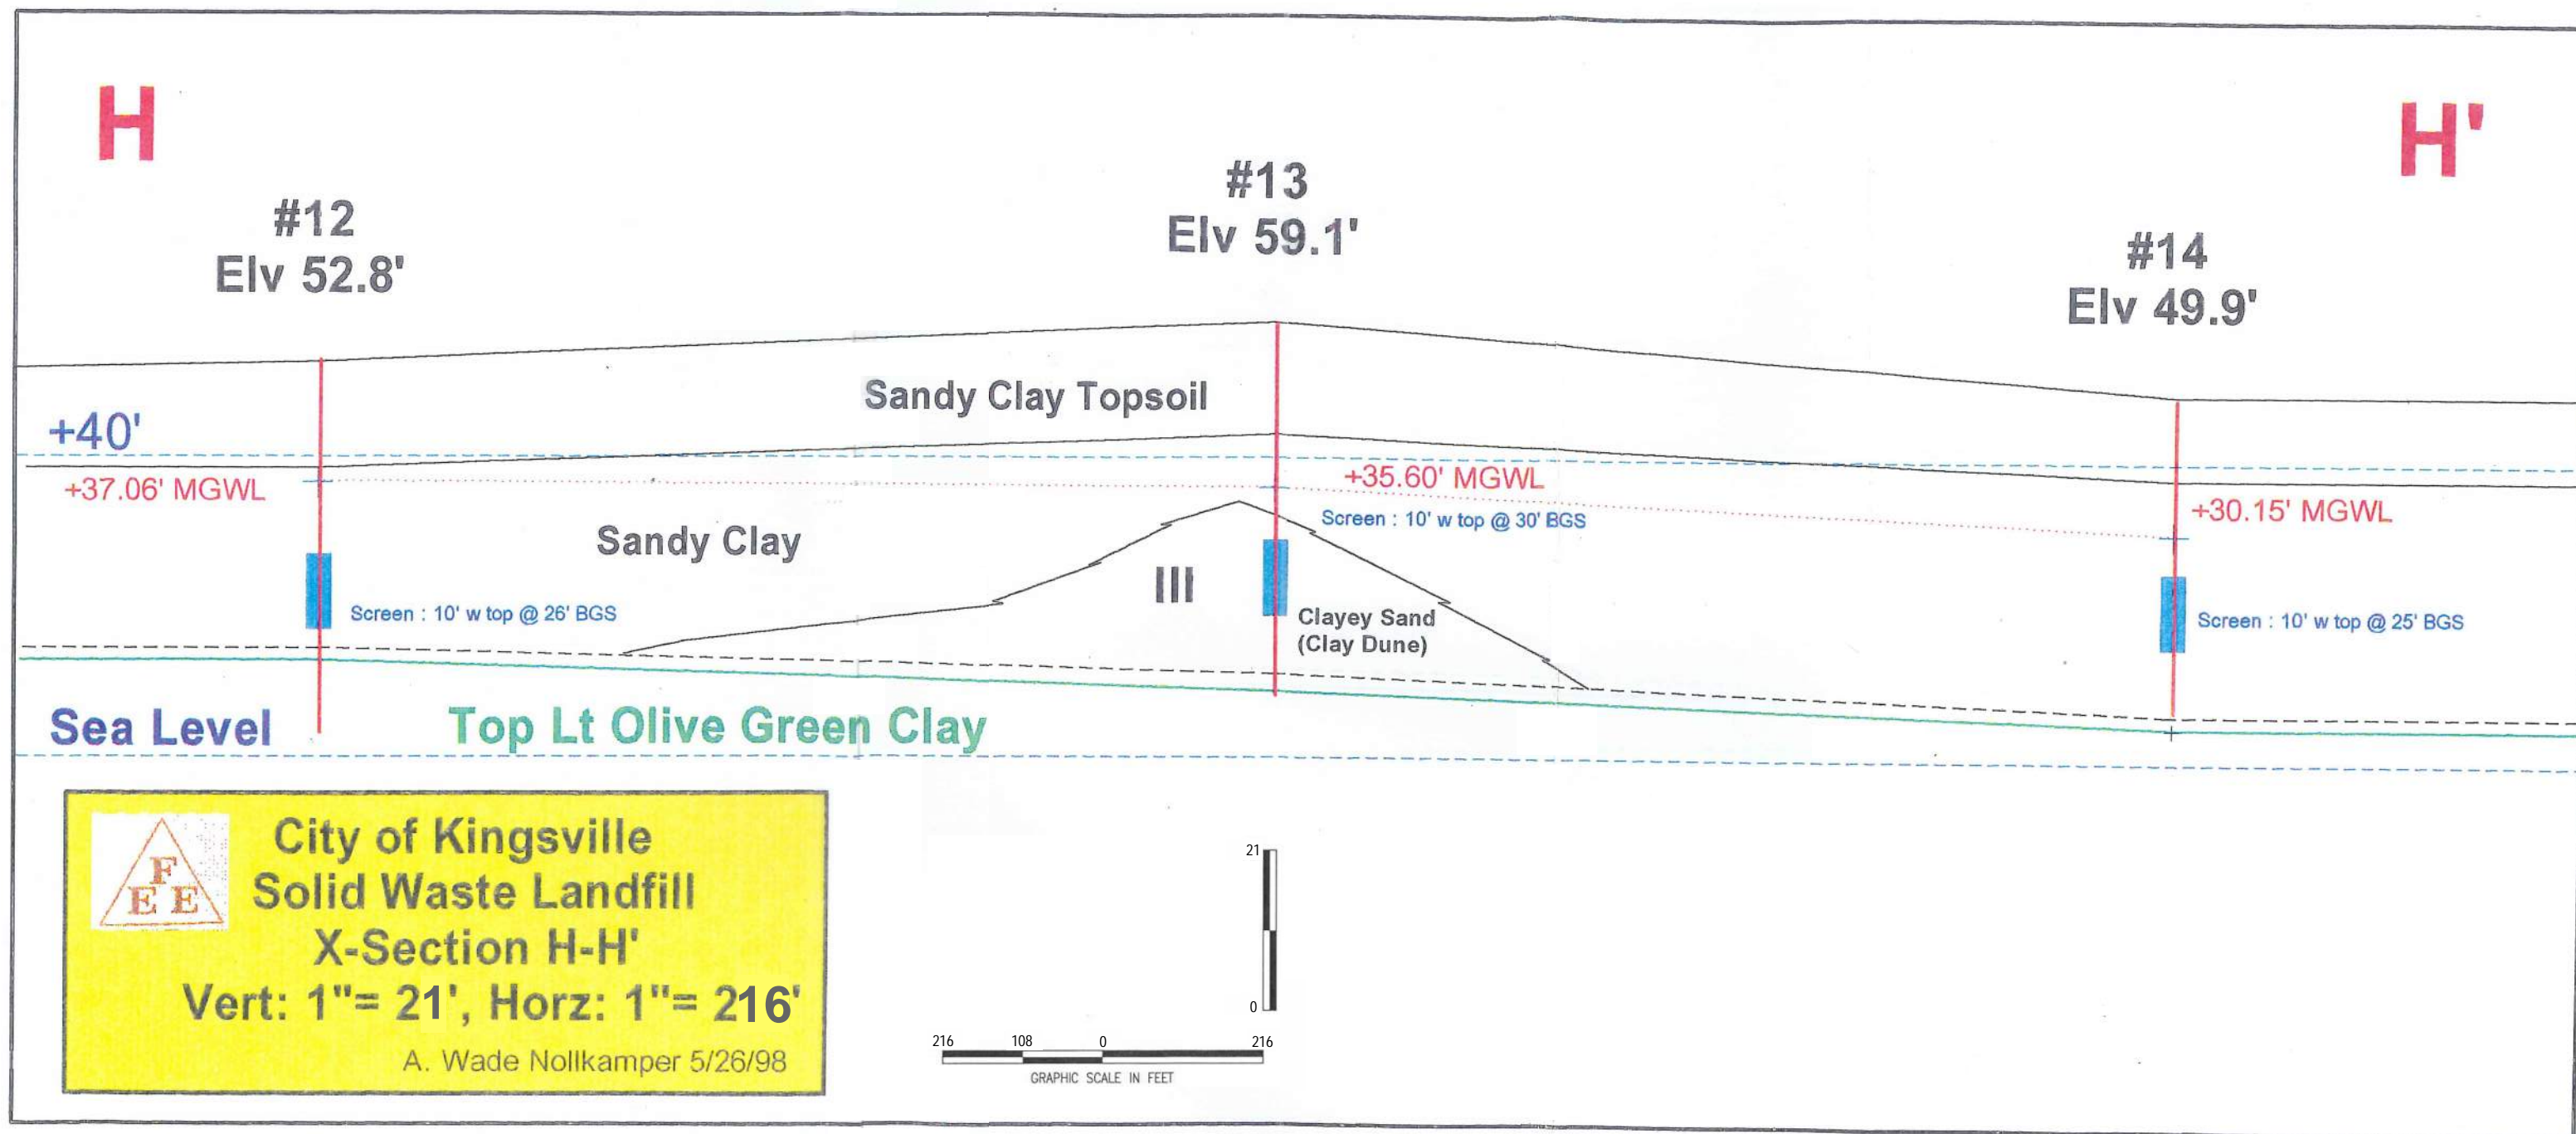 H
H'
#12
Elv 52.8'
#13
Elv 59.1'
#14
Elv 49.9'
Sandy Clay Topsoil
+40'
+37.06' MGWL
+35.60' MGWL
+30.15' MGWL
Sandy Clay
Screen : 10' w top @ 30' BGS
III
Screen : 10' w top @ 26' BGS
Clayey Sand
(Clay Dune)
Screen : 10' w top @ 25' BGS
Sea Level
Top Lt Olive Green Clay
F
E E
City of Kingsville
Solid Waste Landfill
X-Section H-H'
Vert: 1"= 21', Horz: 1"= 216'
A. Wade Nollkamper 5/26/98
21
0
216 108 0 216
GRAPHIC SCALE IN FEET